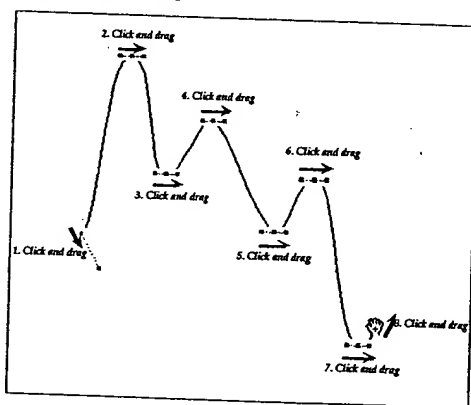 2. Click and drag
4. Click and drag
6. Click and drag
3. Click and drag
1. Click and drag
5. Click and drag
8. Click and drag
7. Click and drag